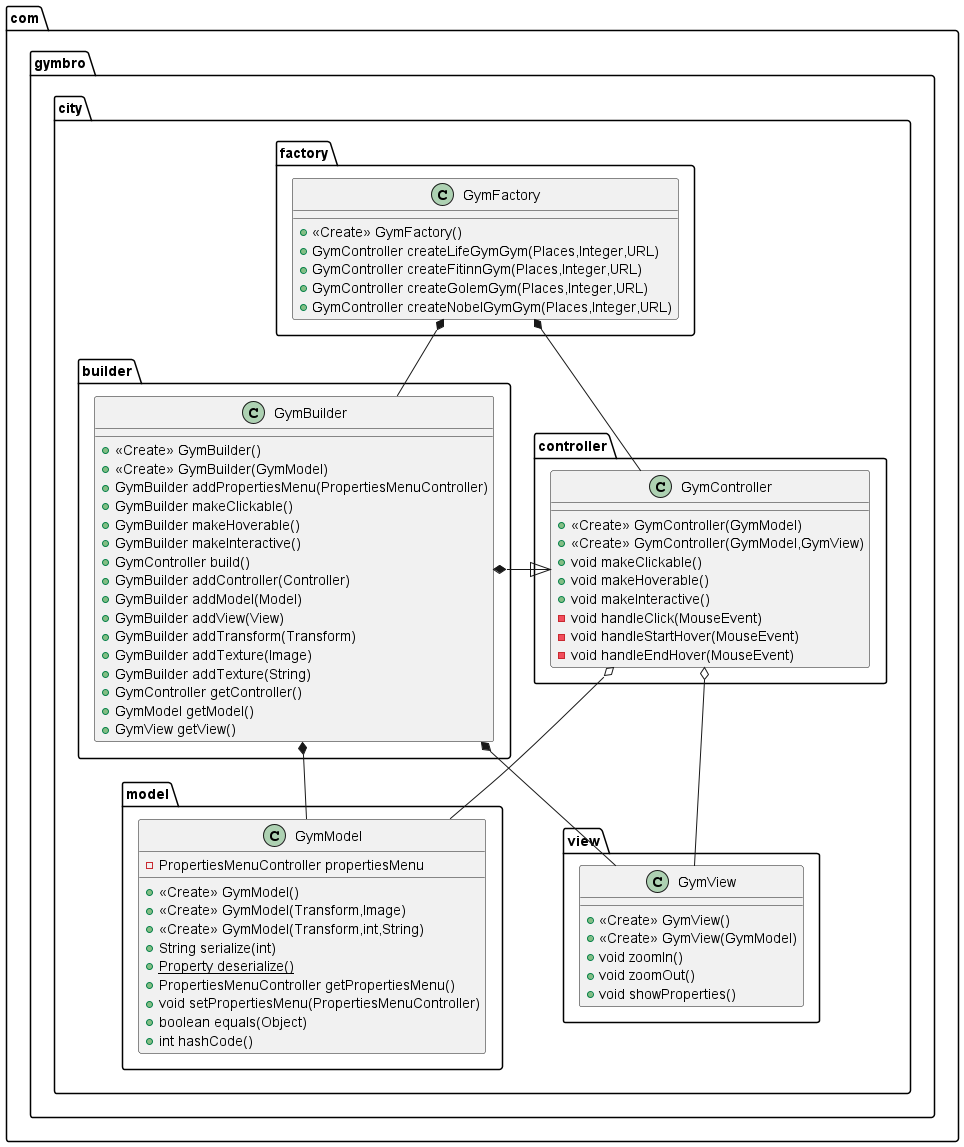 com
gymbro
city
factory
C GymFactory
«Create» GymFactory()
GymController createLifeGymGym(Places,Integer,URL)
GymController createFitinnGym(Places,Integer,URL)
GymController createGolemGym(Places,Integer,URL)
GymController createNobelGymGym(Places,Integer,URL)
builder
C GymBuilder
«Create» GymBuilder()
«Create» GymBuilder(GymModel)
GymBuilder addPropertiesMenu(PropertiesMenuController)
GymBuilder makeClickable()
GymBuilder makeHoverable()
GymBuilder makeInteractive()
GymController build()
GymBuilder addController(Controller)
GymBuilder addModel(Model)
GymBuilder addView(View)
GymBuilder addTransform(Transform)
GymBuilder addTexture(Image)
GymBuilder addTexture(String)
GymController getController()
GymModel getModel()
GymView getView()
controller
C GymController
«Create» GymController(GymModel)
«Create» GymController(GymModel,GymView)
void makeClickable()
void makeHoverable()
void makeInteractive()
void handleClick(MouseEvent)
void handleStartHover(MouseEvent)
void handleEndHover(MouseEvent)
model
C GymModel
PropertiesMenuController propertiesMenu
«Create» GymModel()
«Create» GymModel(Transform,Image)
«Create» GymModel(Transform,int,String)
String serialize(int)
Property deserialize()
PropertiesMenuController getPropertiesMenu()
void setPropertiesMenu(PropertiesMenuController)
boolean equals(Object)
int hashCode()
view
C GymView
«Create» GymView()
«Create» GymView(GymModel)
void zoomIn()
void zoomOut()
void showProperties()